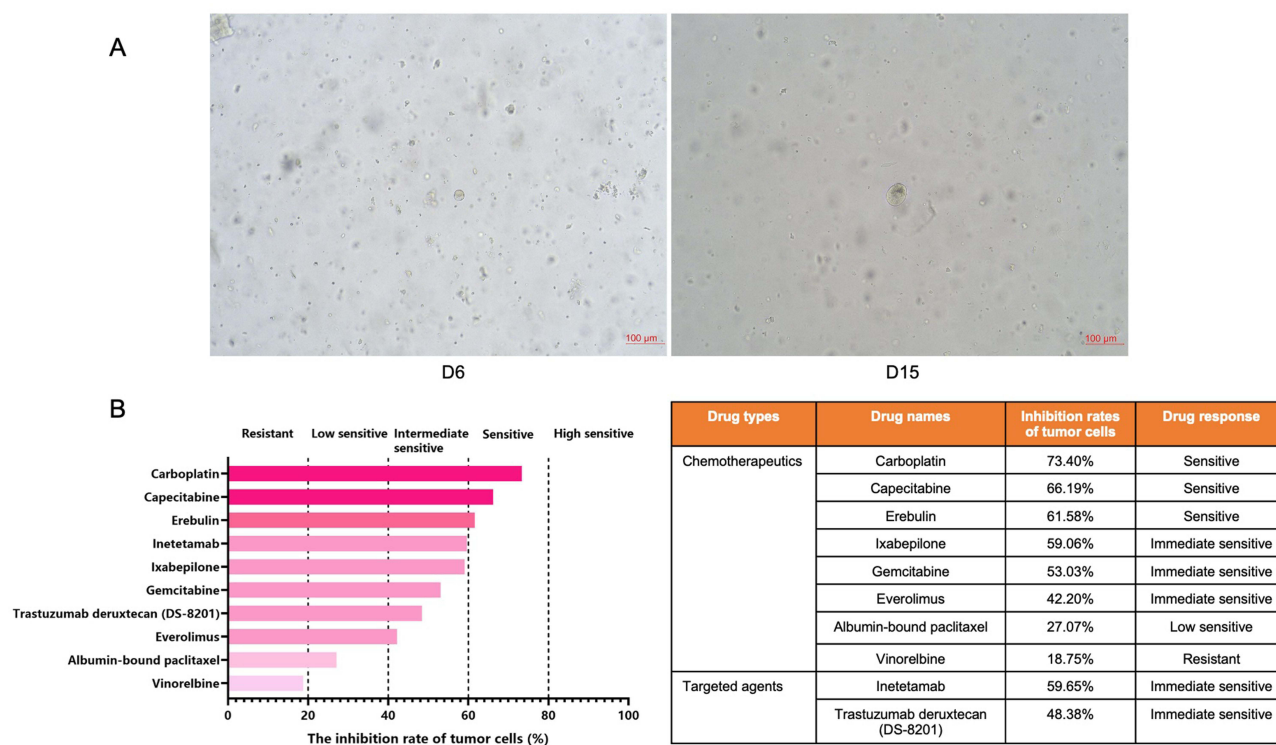 A
100 µm
100 µm
D6
D15
B
Resistant
Low sensitive
Intermediate
sensitive
Sensitive
High sensitive
Carboplatin
Capecitabine
Erebulin
Inetetamab
Ixabepilone
Gemcitabine
Trastuzumab deruxtecan (DS-8201)
Everolimus
Albumin-bound paclitaxel
Vinorelbine
0 20 40 60 80 100
The inhibition rate of tumor cells (%)
Drug types
Drug names
Inhibition rates
of tumor cells
Drug response
Chemotherapeutics
Carboplatin 73.40% Sensitive
Capecitabine 66.19% Sensitive
Erebulin 61.58% Sensitive
Ixabepilone 59.06% Immediate sensitive
Gemcitabine 53.03% Immediate sensitive
Everolimus 42.20% Immediate sensitive
Albumin-bound paclitaxel 27.07% Low sensitive
Vinorelbine 18.75% Resistant
Targeted agents
Inetetamab 59.65% Immediate sensitive
Trastuzumab deruxtecan
(DS-8201)
48.38% Immediate sensitive